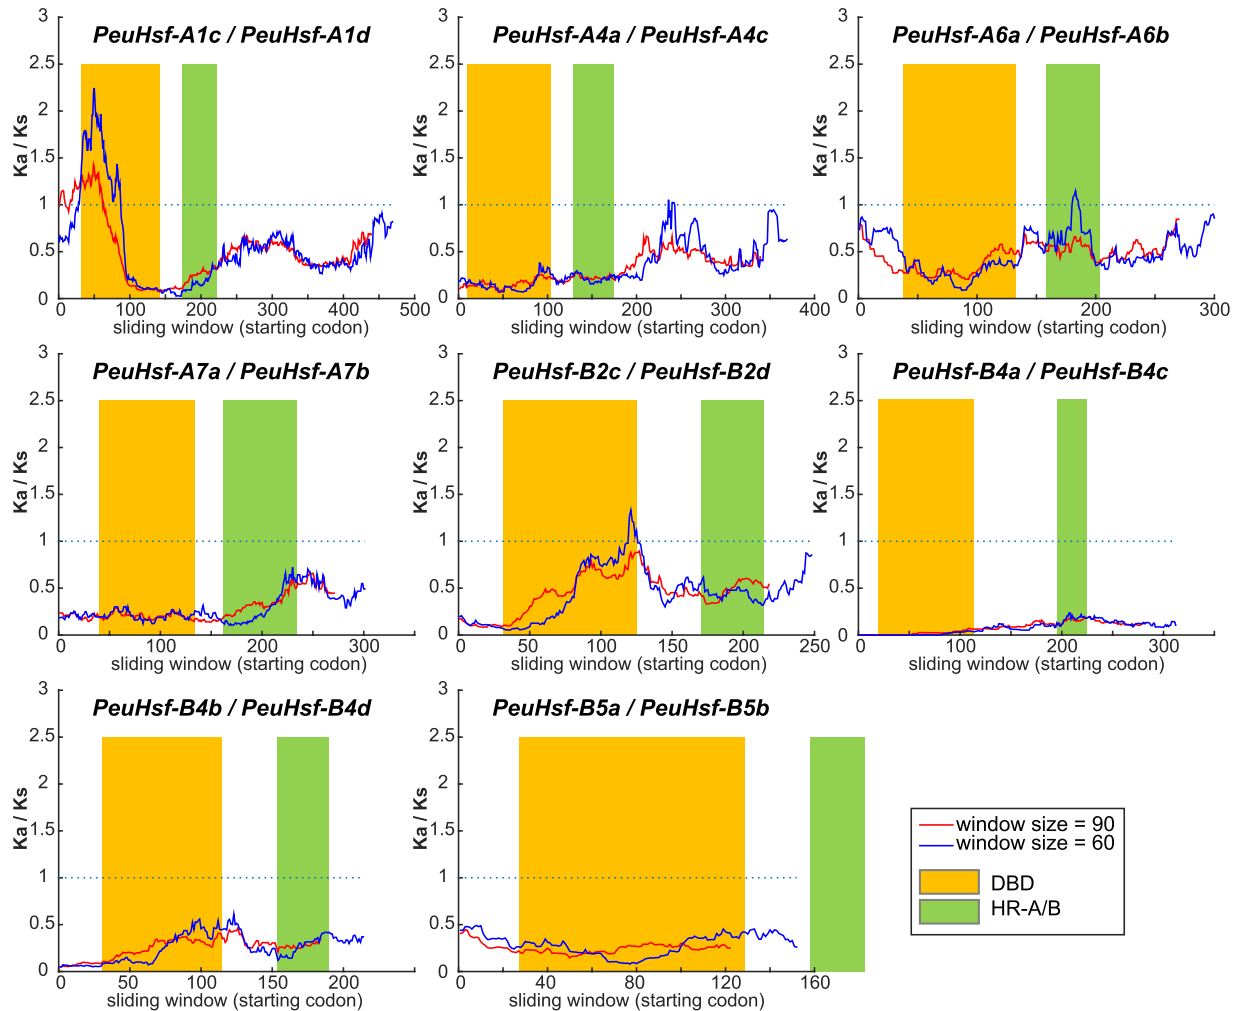 PeuHsf-A1c / PeuHsf-A1d
Ka / Ks
3
2.5
2
1.5
1
0.5
0
0 100 200 300 400 500
sliding window (starting codon)
PeuHsf-A4a / PeuHsf-A4c
Ka / Ks
3
2.5
2
1.5
1
0.5
0
0 100 200 300 400
sliding window (starting codon)
PeuHsf-A6a / PeuHsf-A6b
Ka / Ks
3
2.5
2
1.5
1
0.5
0
0 100 200 300
sliding window (starting codon)
PeuHsf-A7a / PeuHsf-A7b
Ka / Ks
3
2.5
2
1.5
1
0.5
0
0 100 200 300
sliding window (starting codon)
PeuHsf-B2c / PeuHsf-B2d
Ka / Ks
3
2.5
2
1.5
1
0.5
0
0 50 100 150 200 250
sliding window (starting codon)
PeuHsf-B4a / PeuHsf-B4c
Ka / Ks
3
2.5
2
1.5
1
0.5
0
0 100 200 300
sliding window (starting codon)
PeuHsf-B4b / PeuHsf-B4d
Ka / Ks
3
2.5
2
1.5
1
0.5
0
0 50 100 150 200
sliding window (starting codon)
PeuHsf-B5a / PeuHsf-B5b
Ka / Ks
3
2.5
2
1.5
1
0.5
0
0 40 80 120 160
sliding window (starting codon)
window size = 90
window size = 60
DBD
HR-A/B